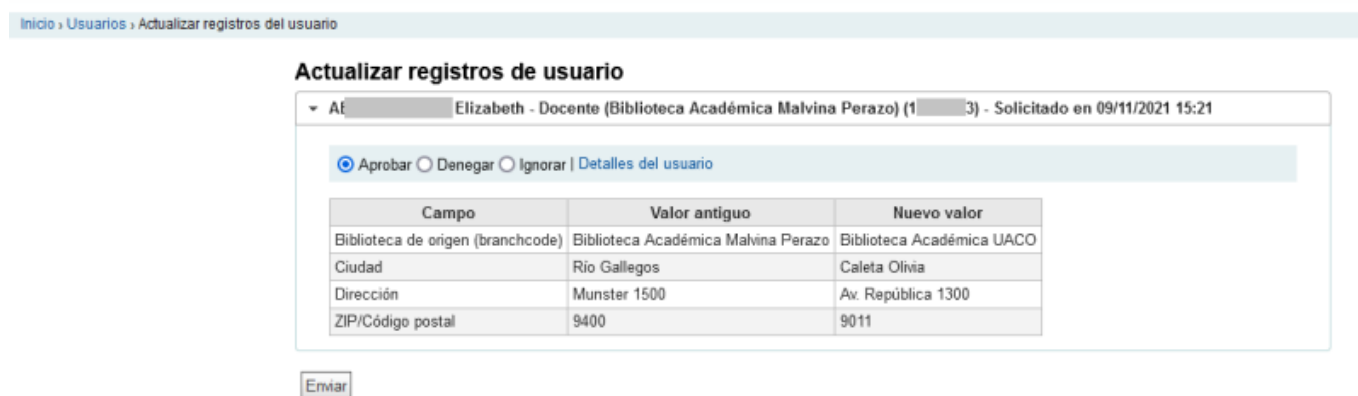 Inicio › Usuarios › Actualizar registros del usuario
Actualizar registros de usuario
Elizabeth - Docente (Biblioteca Académica Malvina Perazo) (1 3) - Solicitado en 09/11/2021 15:21
Aprobar Denegar Ignorar | Detalles del usuario
Campo Valor antiguo Nuevo valor
Biblioteca de origen (branchcode) Biblioteca Académica Malvina Perazo Biblioteca Académica UACO
Ciudad Río Gallegos Caleta Olivia
Dirección Munster 1500 Av. República 1300
ZIP/Código postal 9400 9011
Enviar